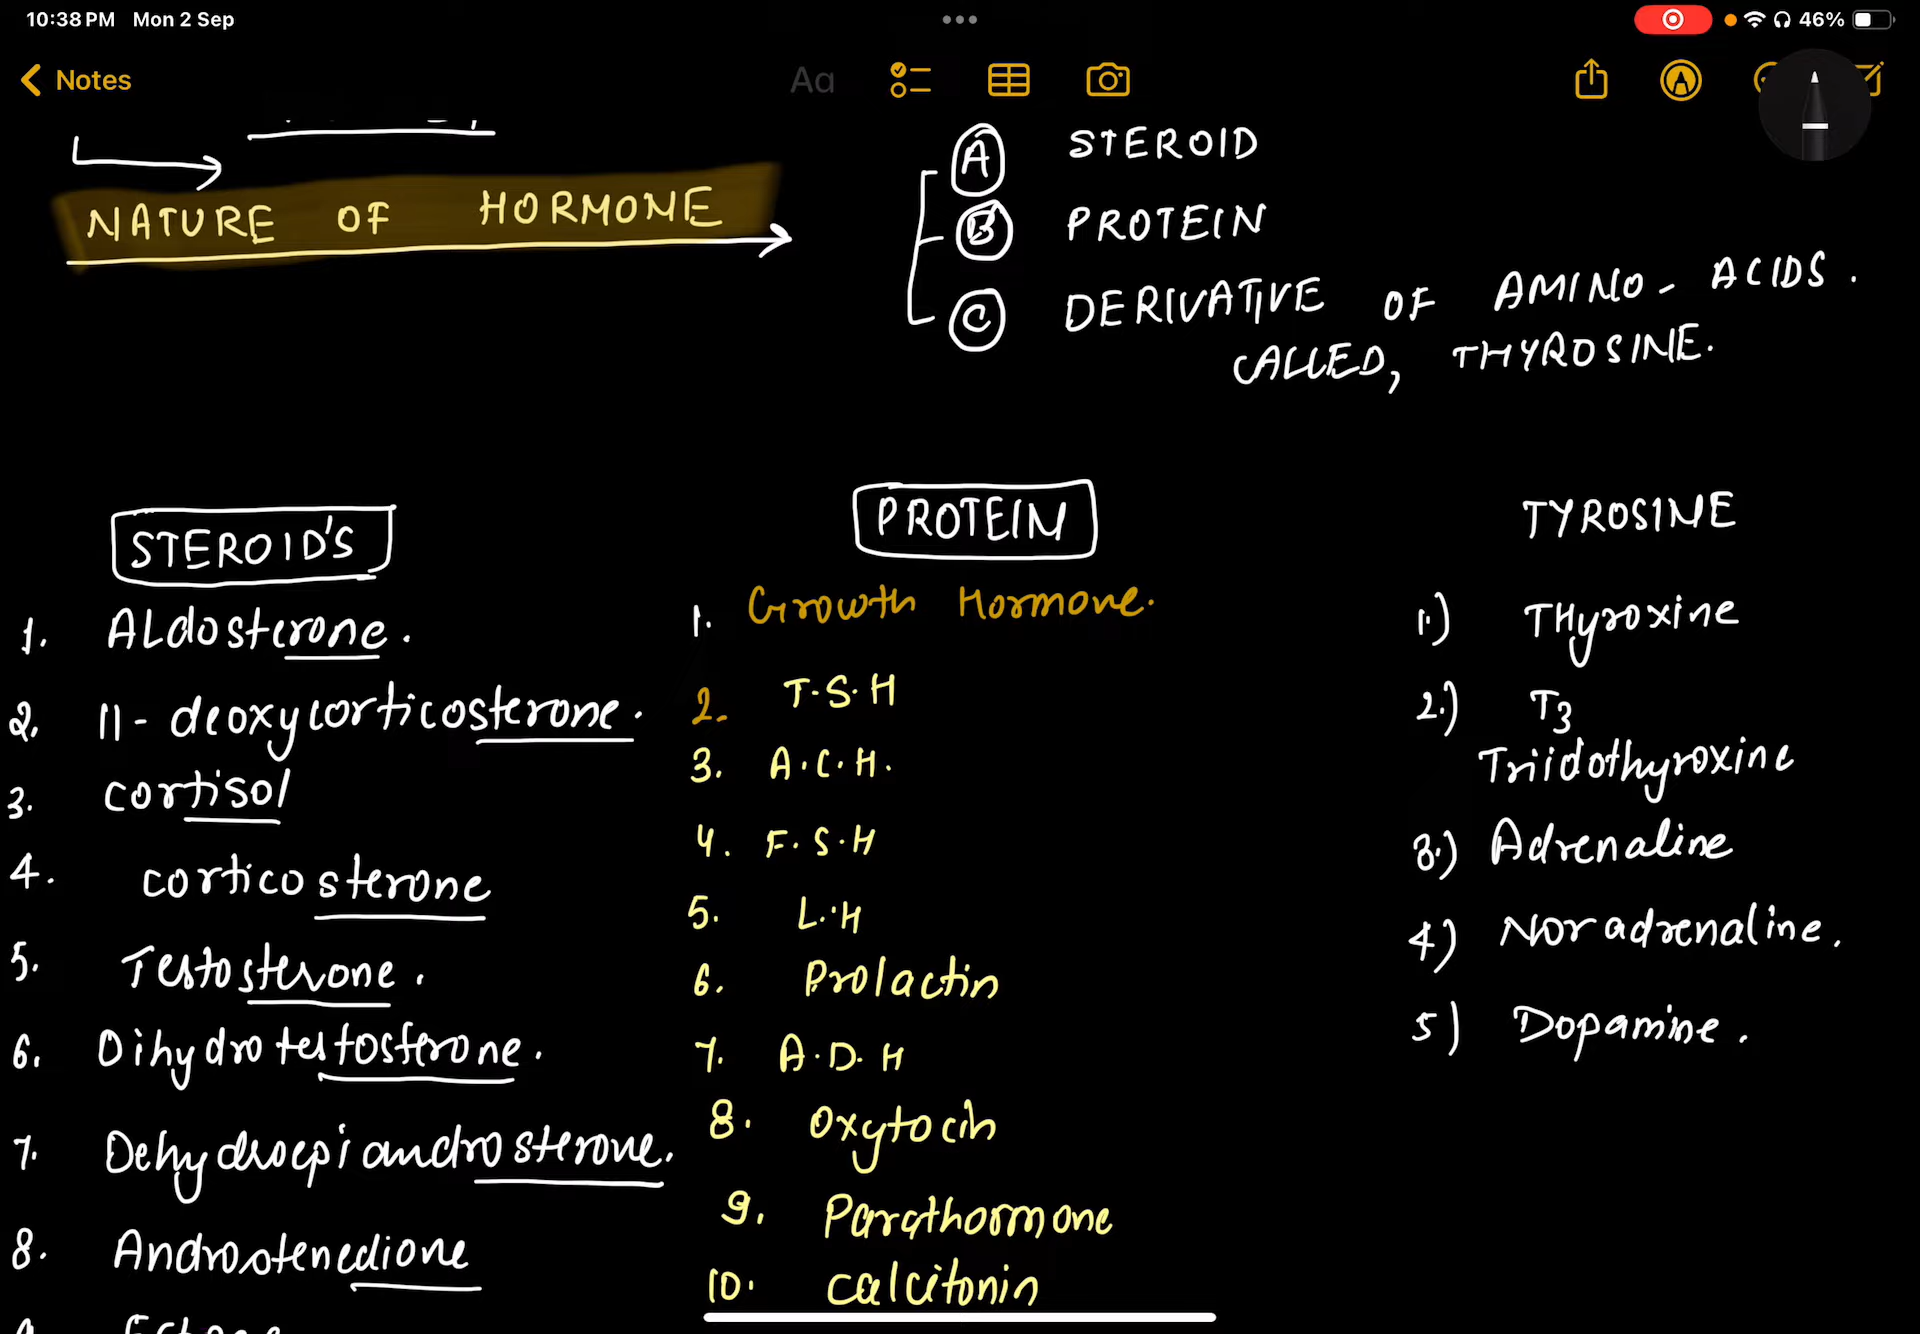 10:38 PM Mon 2 Sep
46%
Notes
Aa
NATURE OF HORMONE
A STEROID
B PROTEIN
C DERIVATIVE OF AMINO-ACIDS.
CALLED, THYROSINE.
STEROID'S
1. Aldosterone.
2. 11-deoxycorticosterone.
3. cortisol
4. corticosterone
5. Testosterone.
6. Dihydrotestosterone.
7. Dehydroepiandrosterone.
8. Androstenedione
PROTEIN
1. Growth Hormone.
2. T.S.H
3. A.C.H.
4. F.S.H
5. L.H
6. Prolactin
7. A.D.H
8. Oxytocin
9. Parathormone
10. Calcitonin
TYROSINE
1.) THyroxine
2.) T3
Triidothyroxine
3.) Adrenaline
4) Noradrenaline.
5) Dopamine.